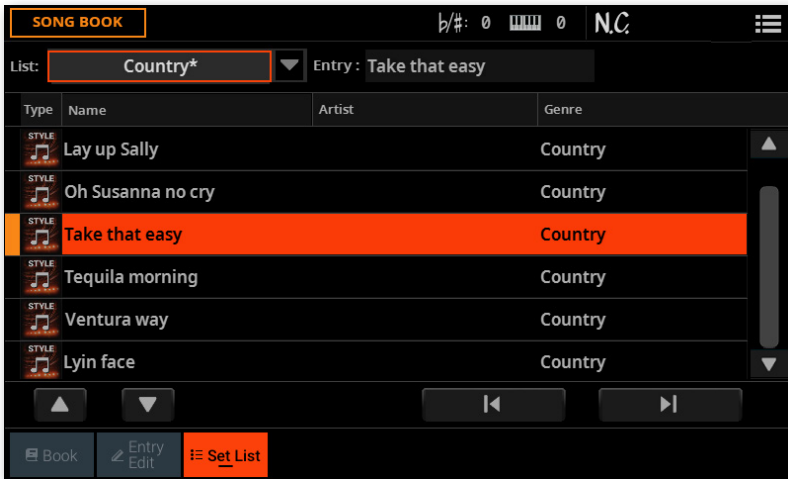 SONG BOOK ♭/♯: 0 0 N.C.
List: Country* Entry : Take that easy
Type Name Artist Genre
STYLE Lay up Sally Country
STYLE Oh Susanna no cry Country
STYLE Take that easy Country
STYLE Tequila morning Country
STYLE Ventura way Country
STYLE Lyin face Country
Book Entry Edit Set List